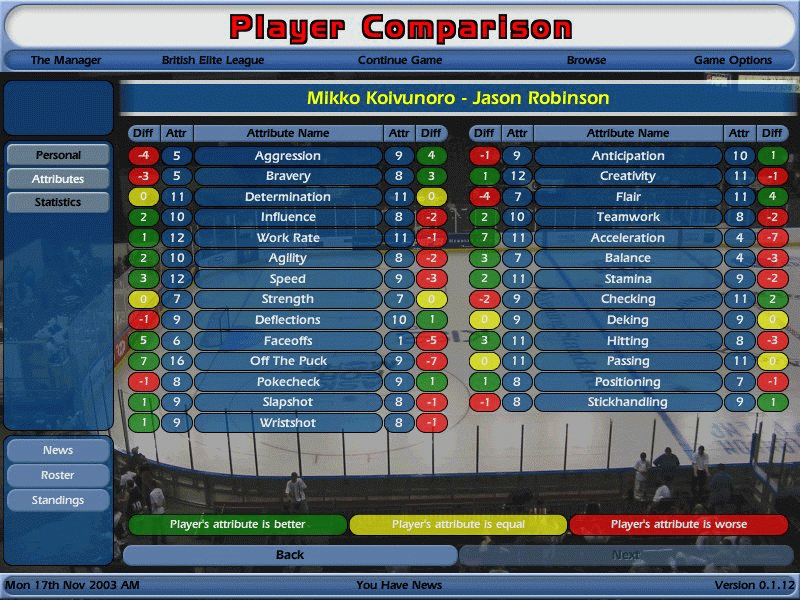 Player Comparison
The Manager British Elite League Continue Game Browse Game Options
Mikko Koivunoro - Jason Robinson
Diff Attr Attribute Name Attr Diff Diff Attr Attribute Name Attr Diff
Personal
Attributes
Statistics
-4 5 Aggression 9 4 -1 9 Anticipation 10 1
-3 5 Bravery 8 3 1 12 Creativity 11 -1
0 11 Determination 11 0 -4 7 Flair 11 4
2 10 Influence 8 -2 2 10 Teamwork 8 -2
1 12 Work Rate 11 -1 7 11 Acceleration 4 -7
2 10 Agility 8 -2 3 7 Balance 4 -3
3 12 Speed 9 -3 2 11 Stamina 9 -2
0 7 Strength 7 0 -2 9 Checking 11 2
-1 9 Deflections 10 1 0 9 Deking 9 0
5 6 Faceoffs 1 -5 3 11 Hitting 8 -3
7 16 Off The Puck 9 -7 0 11 Passing 11 0
-1 8 Pokecheck 9 1 1 8 Positioning 7 -1
1 9 Slapshot 8 -1 -1 8 Stickhandling 9 1
1 9 Wristshot 8 -1
News
Roster
Standings
Player's attribute is better Player's attribute is equal Player's attribute is worse
Back Next
Mon 17th Nov 2003 AM You Have News Version 0.1.12